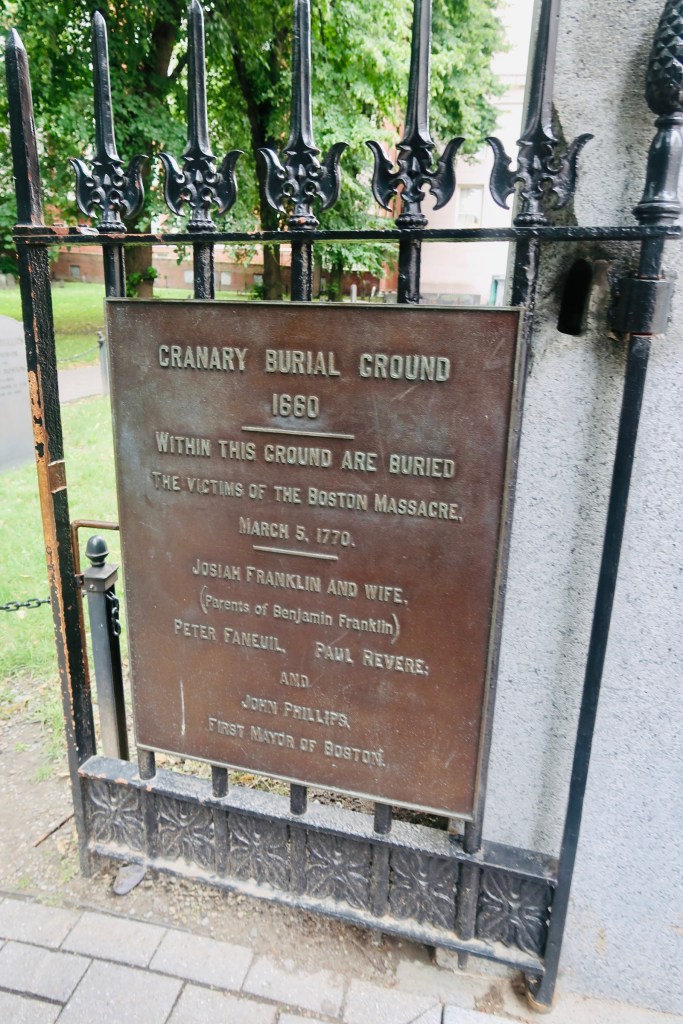 GRANARY BURIAL GROUND
1660
WITHIN THIS GROUND ARE BURIED
THE VICTIMS OF THE BOSTON MASSACRE,
MARCH 5, 1770.
JOSIAH FRANKLIN AND WIFE,
(Parents of Benjamin Franklin)
PETER FANEUIL, PAUL REVERE;
AND
JOHN PHILLIPS,
FIRST MAYOR OF BOSTON.